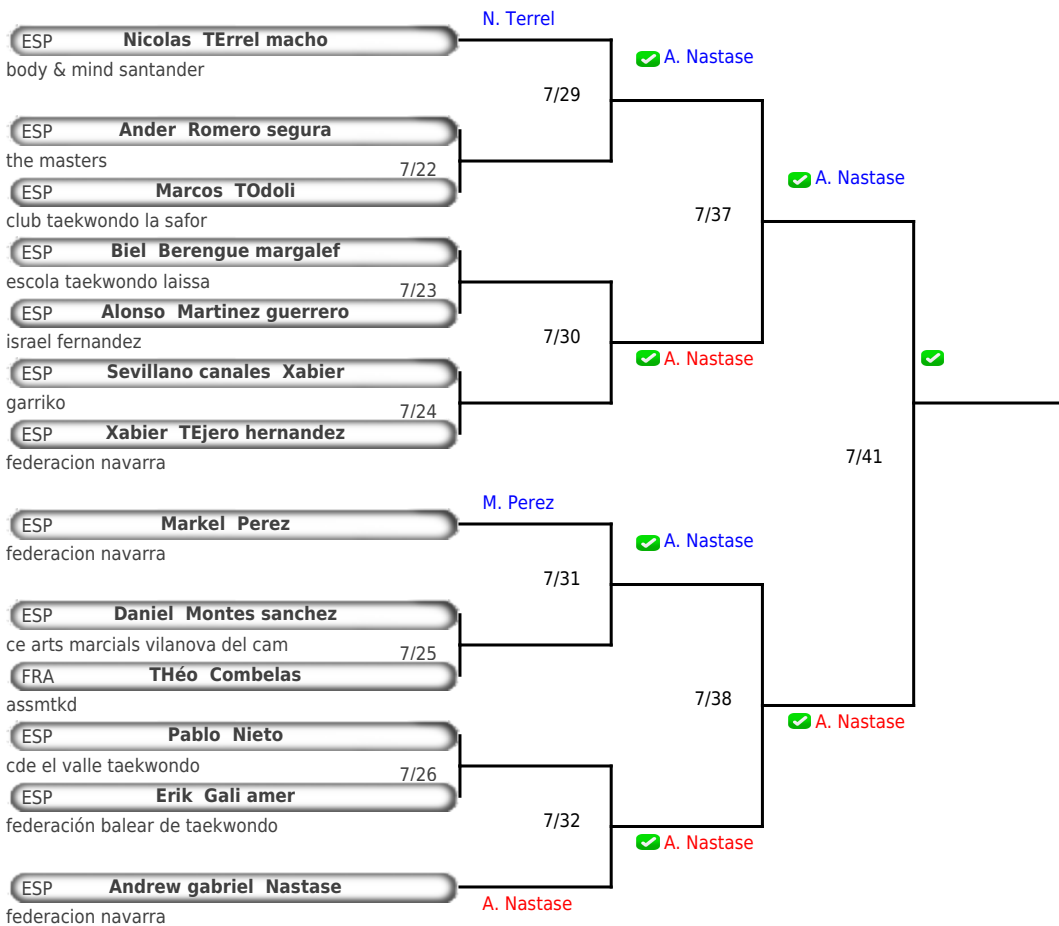 N. Terrel
ESP Nicolas TErrel macho
body & mind santander
A. Nastase
7/29
ESP Ander Romero segura
the masters
7/22
ESP Marcos TOdoli
club taekwondo la safor
A. Nastase
7/37
ESP Biel Berengue margalef
escola taekwondo laissa
7/23
ESP Alonso Martinez guerrero
israel fernandez
7/30
A. Nastase
ESP Sevillano canales Xabier
garriko
7/24
ESP Xabier TEjero hernandez
federacion navarra
7/41
M. Perez
ESP Markel Perez
federacion navarra
A. Nastase
7/31
ESP Daniel Montes sanchez
ce arts marcials vilanova del cam
7/25
FRA THéo Combelas
assmtkd
7/38
A. Nastase
ESP Pablo Nieto
cde el valle taekwondo
7/26
ESP Erik Gali amer
federación balear de taekwondo
7/32
A. Nastase
ESP Andrew gabriel Nastase
A. Nastase
federacion navarra